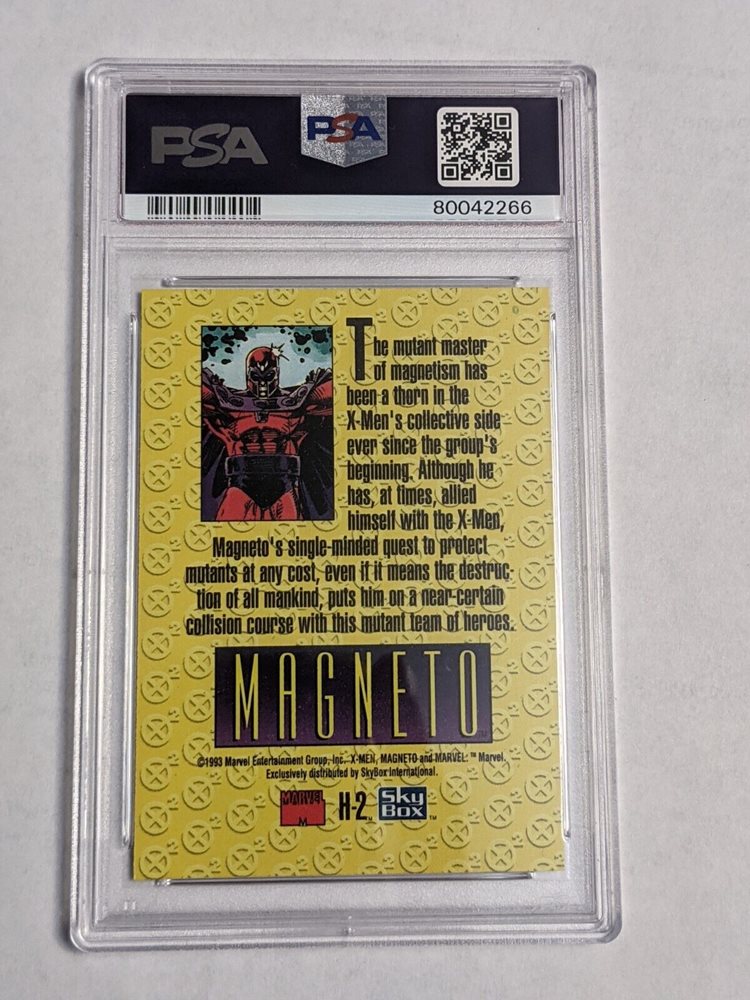 PSA
PSA
80042266
The mutant master
of magnetism has
been a thorn in the
X-Men's collective side
ever since the group's
beginning. Although he
has, at times, allied
himself with the X-Men,
Magneto's single-minded quest to protect
mutants at any cost, even if it means the destruc-
tion of all mankind, puts him on a near-certain
collision course with this mutant team of heroes.
MAGNETO
©1993 Marvel Entertainment Group, Inc. X-MEN, MAGNETO and MARVEL: ™ Marvel.
Exclusively distributed by SkyBox International.
MARVEL
M
H-2™
SkyBox™